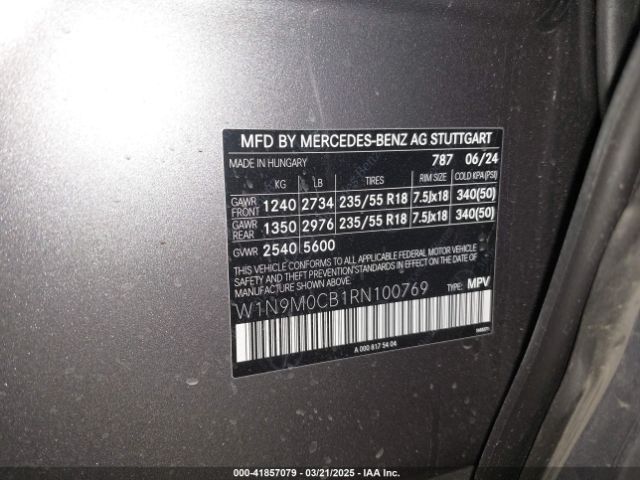 MFD BY MERCEDES-BENZ AG STUTTGART
MADE IN HUNGARY 787 06/24
KG LB TIRES RIM SIZE COLD KPA (PSI)
GAWR FRONT 1240 2734 235/55 R18 7.5Jx18 340(50)
GAWR REAR 1350 2976 235/55 R18 7.5Jx18 340(50)
GVWR 2540 5600
THIS VEHICLE CONFORMS TO ALL APPLICABLE FEDERAL MOTOR VEHICLE
SAFETY AND THEFT PREVENTION STANDARDS IN EFFECT ON THE DATE OF
MANUFACTURE SHOWN ABOVE.
W1N9M0CB1RN100769 TYPE: MPV
A 000 817 54 04
000-41857079 — 03/21/2025 — IAA Inc.